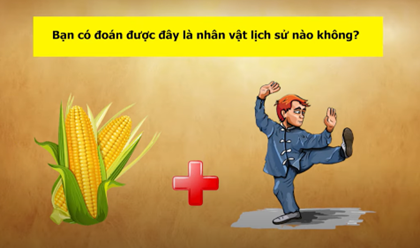 Bạn có đoán được đây là nhân vật lịch sử nào không?